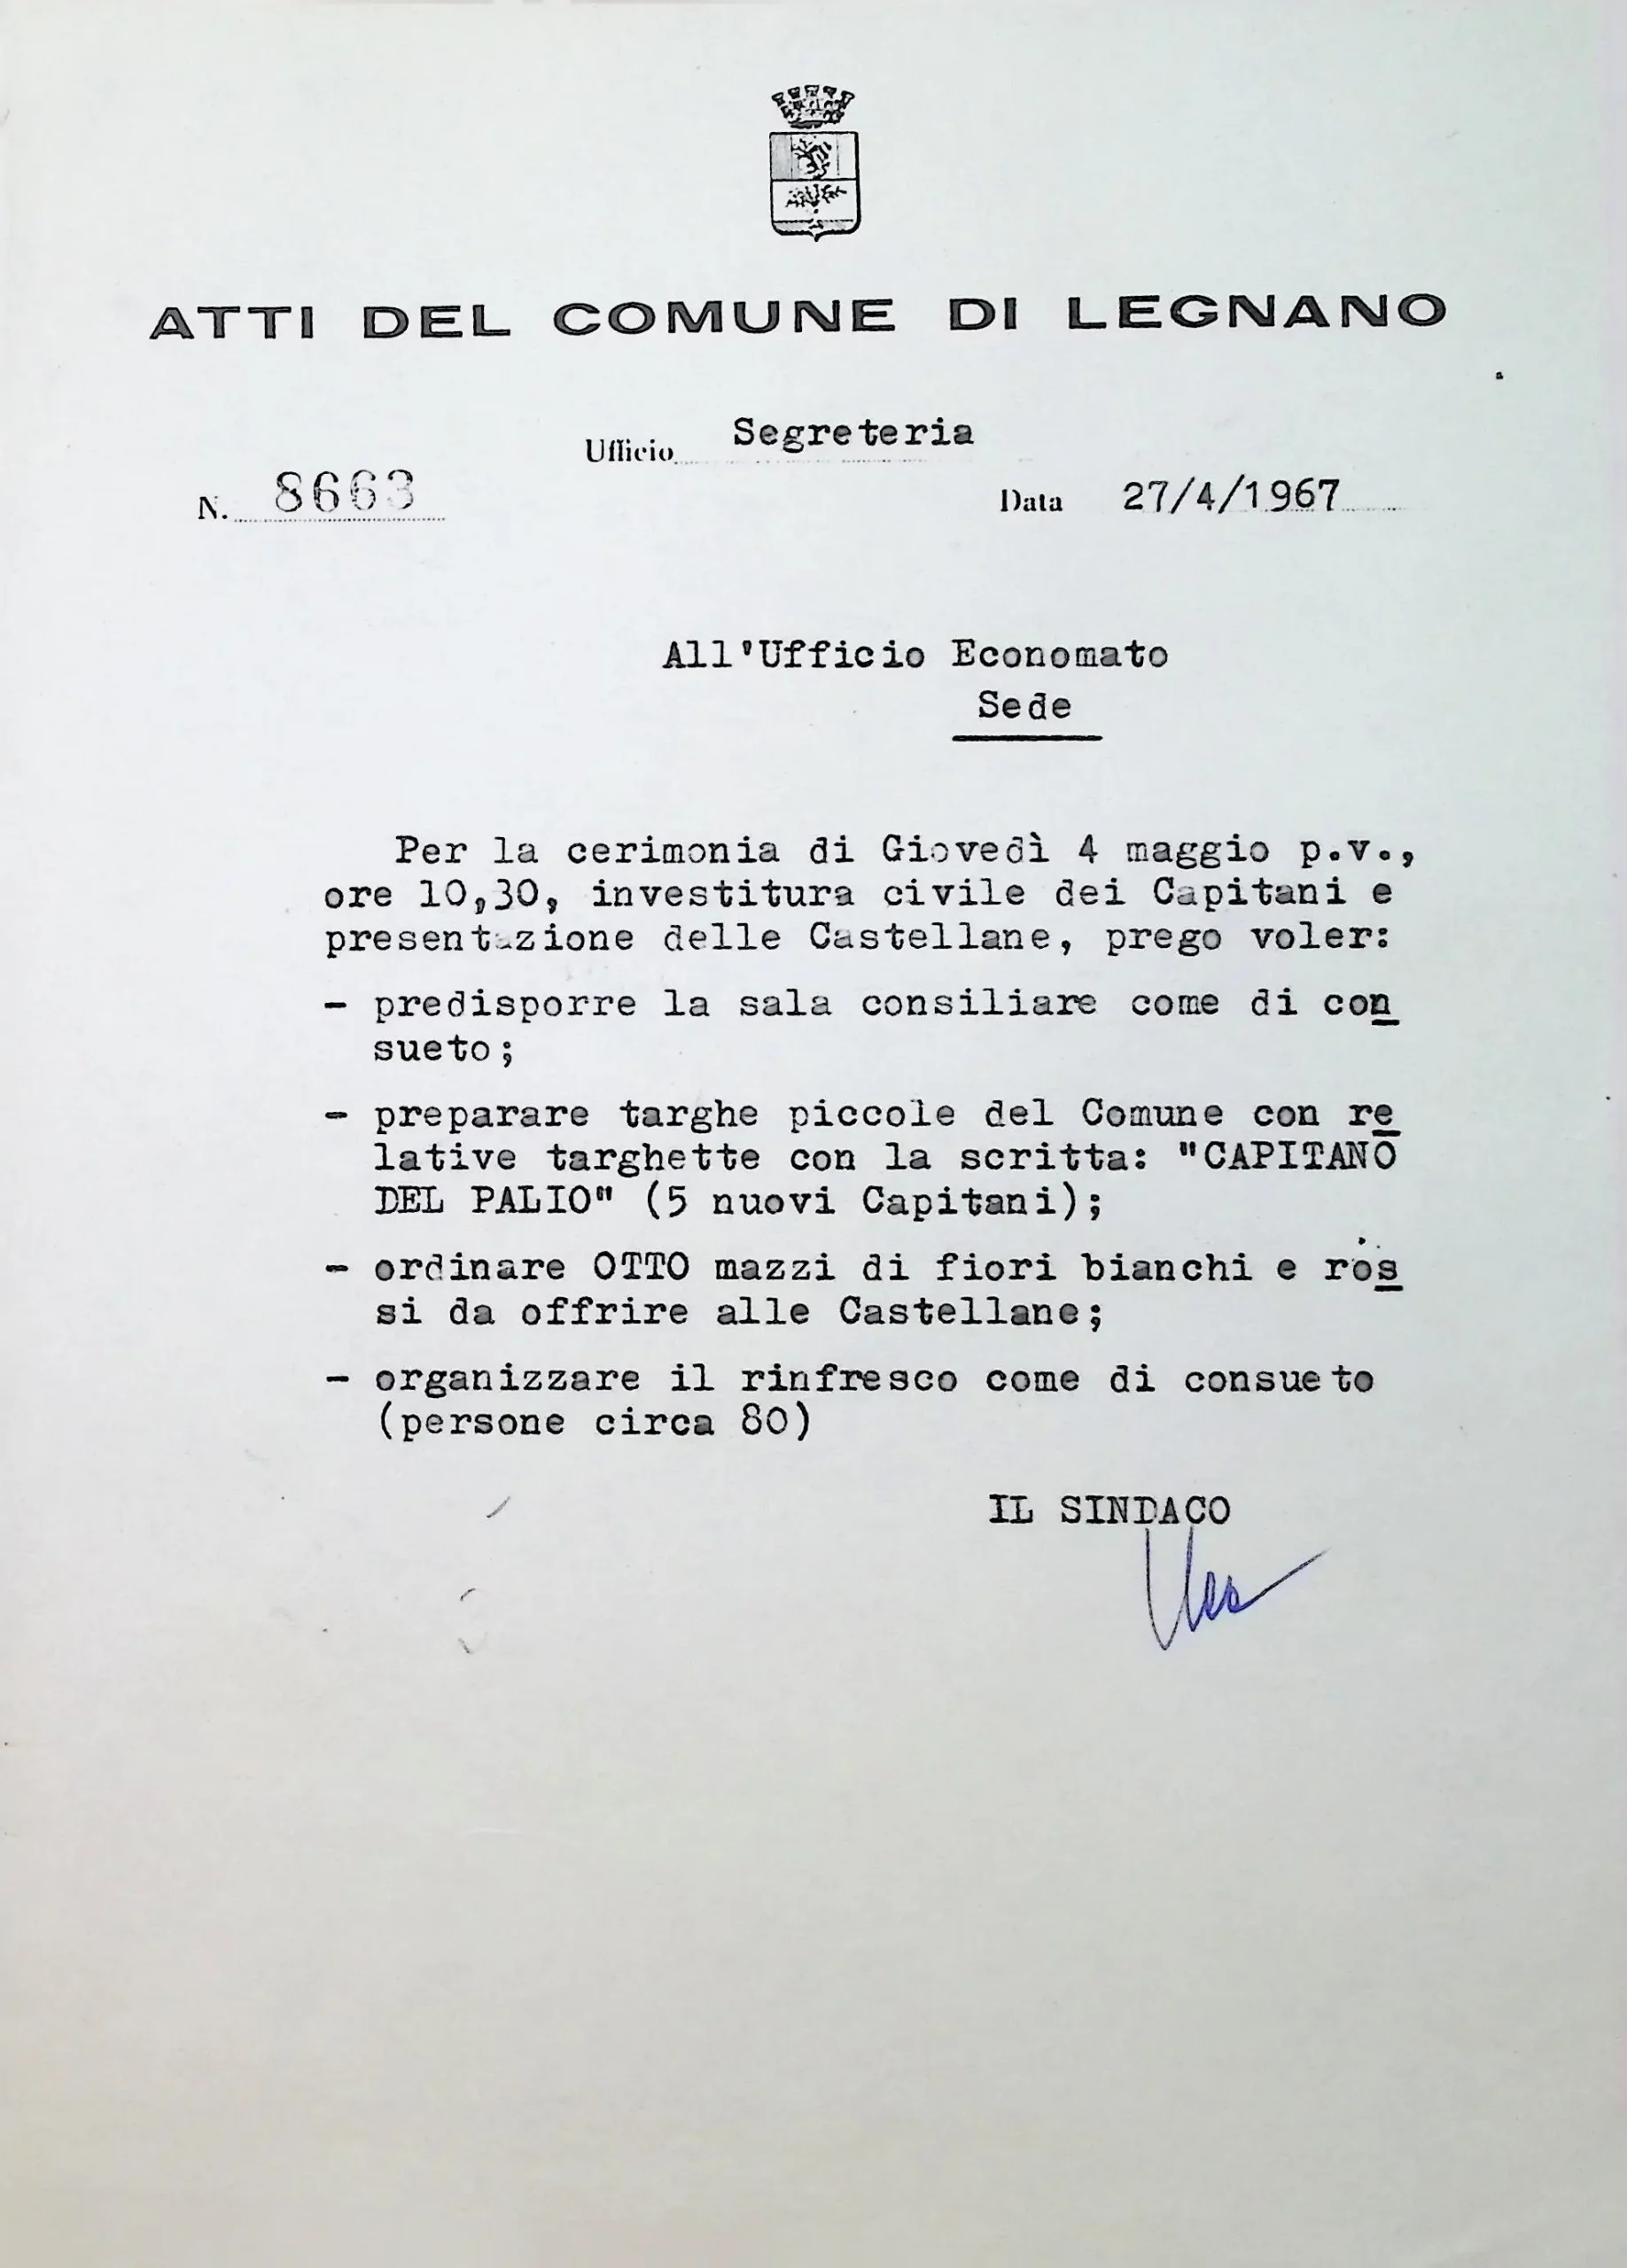 ATTI DEL COMUNE DI LEGNANO
Ufficio Segreteria
N. 8663
Data 27/4/1967
All'Ufficio Economato
Sede
Per la cerimonia di Giovedì 4 maggio p.v.,
ore 10,30, investitura civile dei Capitani e
presentazione delle Castellane, prego voler:
- predisporre la sala consiliare come di con
sueto;
- preparare targhe piccole del Comune con re
lative targhette con la scritta: "CAPITANO
DEL PALIO" (5 nuovi Capitani);
- ordinare OTTO mazzi di fiori bianchi e ros
si da offrire alle Castellane;
- organizzare il rinfresco come di consueto
(persone circa 80)
IL SINDACO